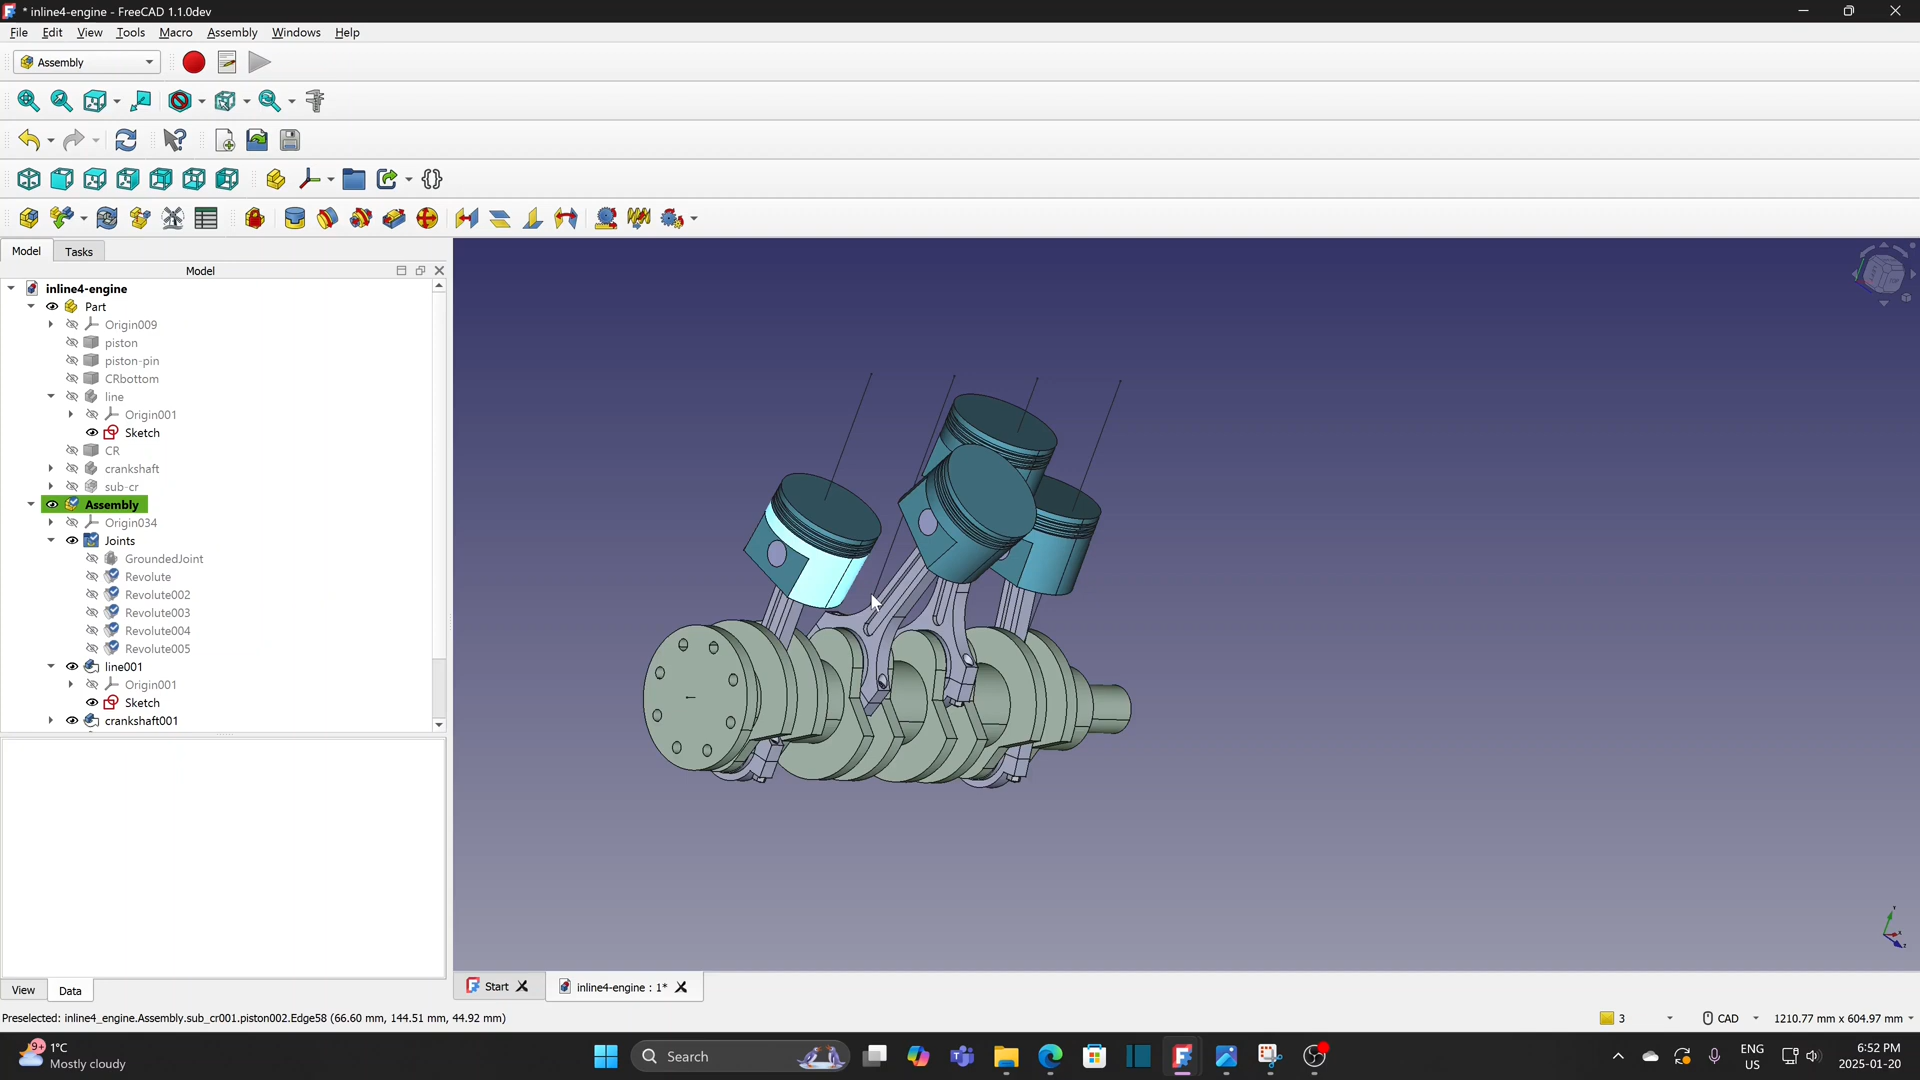 * inline4-engine - FreeCAD 1.1.0dev
File Edit View Tools Macro Assembly Windows Help
Assembly
Model Tasks
Model
inline4-engine
Part
Origin009
piston
piston-pin
CRbottom
line
Origin001
Sketch
CR
crankshaft
sub-cr
Assembly
Origin034
Joints
GroundedJoint
Revolute
Revolute002
Revolute003
Revolute004
Revolute005
line001
Origin001
Sketch
crankshaft001
View Data
Start inline4-engine : 1*
Preselected: inline4_engine.Assembly.sub_cr001.piston002.Edge58 (66.60 mm, 144.51 mm, 44.92 mm)
3 CAD 1210.77 mm x 604.97 mm
9+ 1°C
Mostly cloudy
Search
ENG
US
6:52 PM
2025-01-20